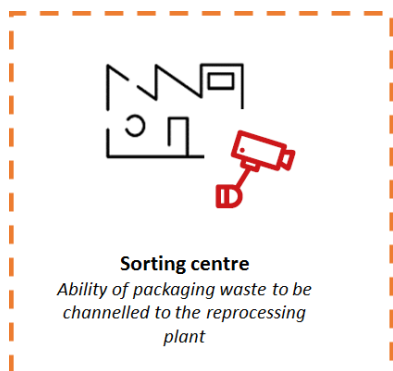 Sorting centre
Ability of packaging waste to be
channelled to the reprocessing
plant